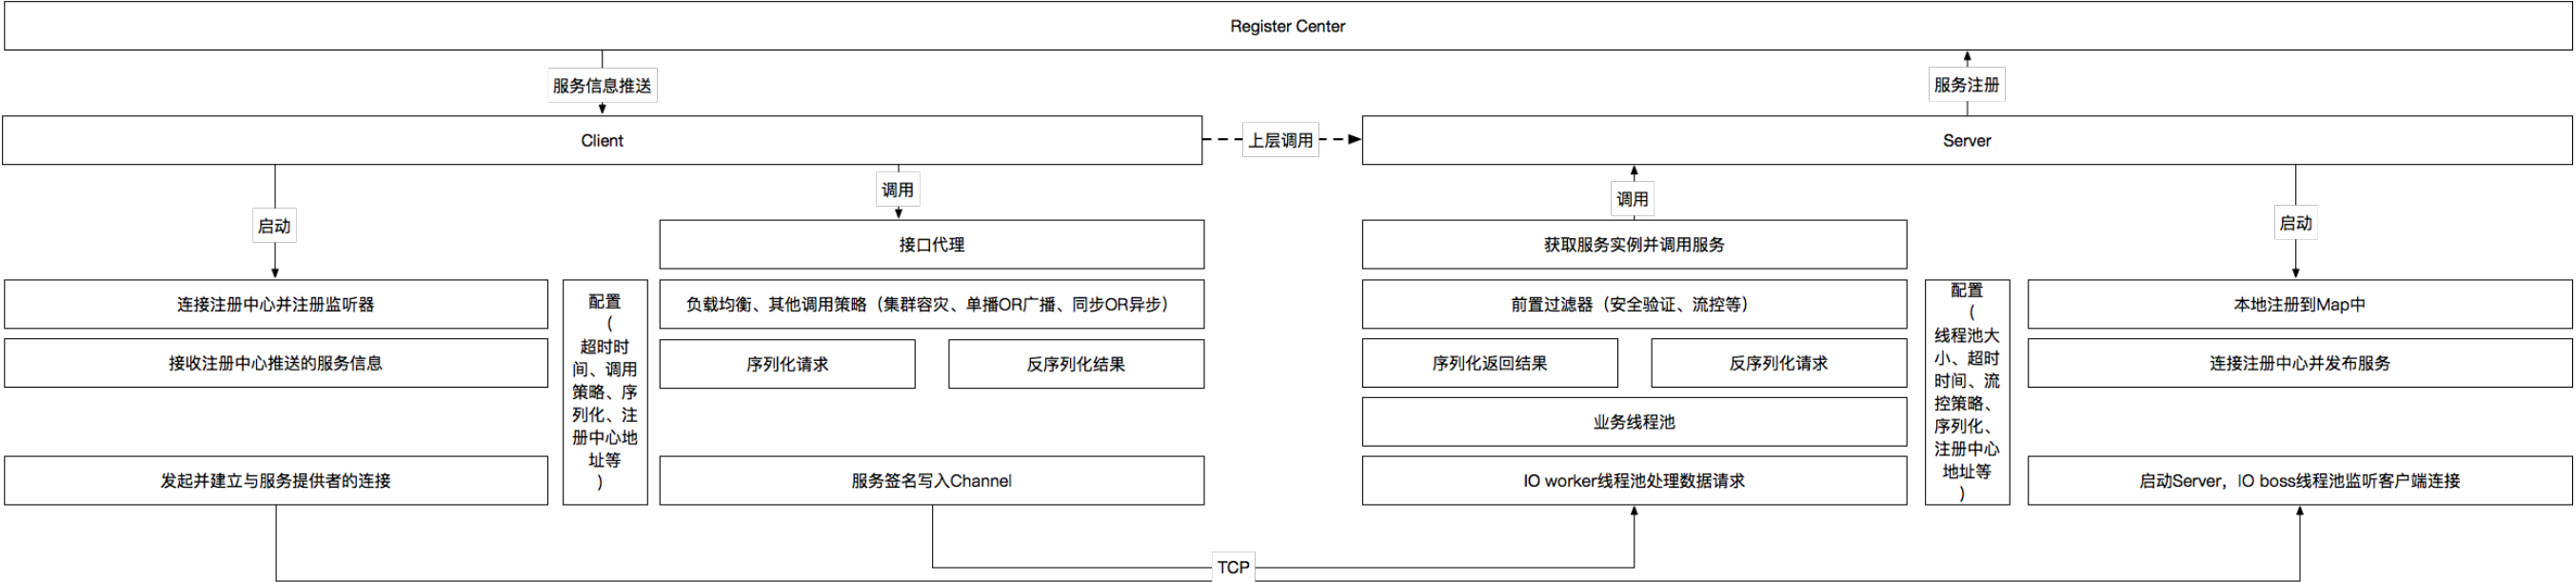 Register Center
服务信息推送
服务注册
Client
上层调用
Server
启动
调用
调用
启动
接口代理
获取服务实例并调用服务
连接注册中心并注册监听器
接收注册中心推送的服务信息
发起并建立与服务提供者的连接
配置
(
超时时
间、调用
策略、序
列化、注
册中心地
址等
)
负载均衡、其他调用策略（集群容灾、单播OR广播、同步OR异步）
序列化请求
反序列化结果
服务签名写入Channel
前置过滤器（安全验证、流控等）
序列化返回结果
反序列化请求
业务线程池
IO worker线程池处理数据请求
配置
(
线程池大
小、超时
时间、流
控策略、
序列化、
注册中心
地址等
)
本地注册到Map中
连接注册中心并发布服务
启动Server，IO boss线程池监听客户端连接
TCP